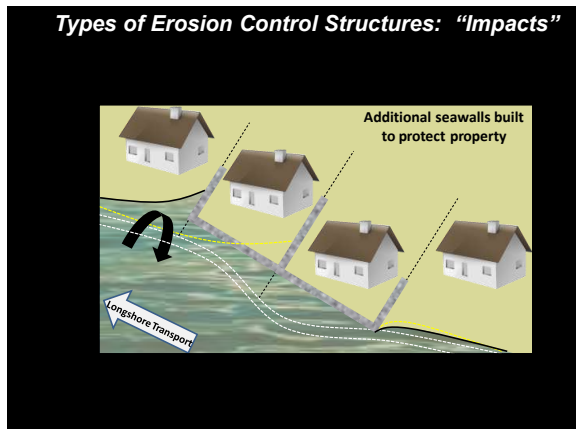 Types of Erosion Control Structures:  “Impacts”
Additional seawalls built
to protect property
Longshore Transport